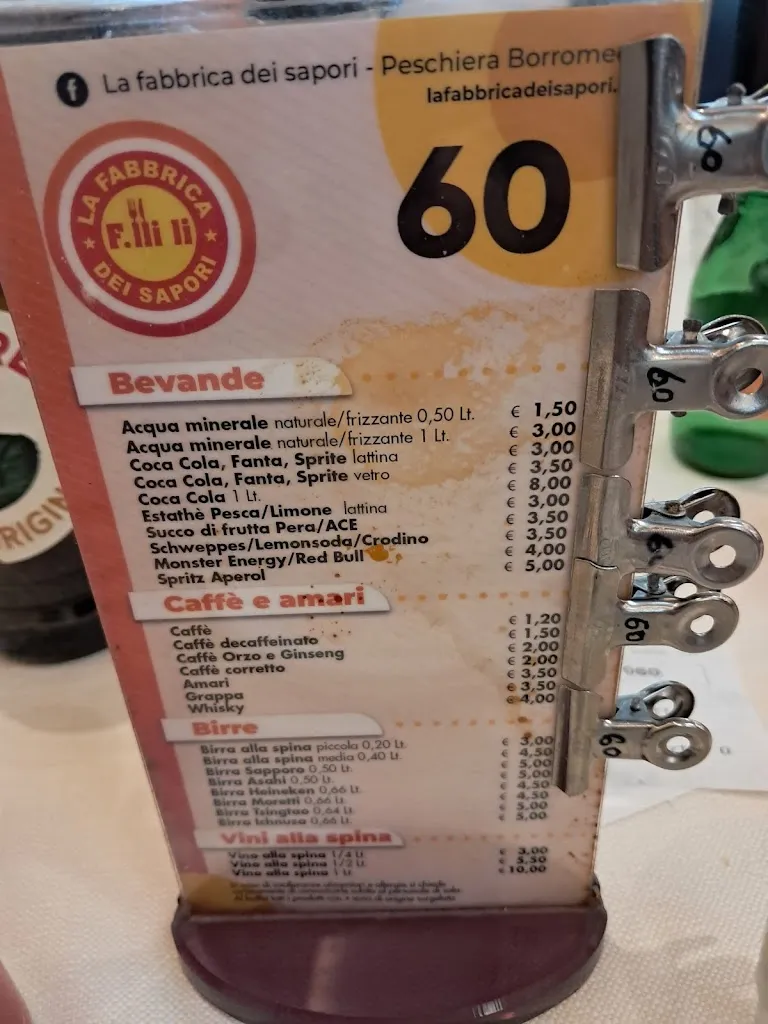 La fabbrica dei sapori - Peschiera Borromeo
lafabbricadeisapori.
LA FABBRICA
F.lli li
DEI SAPORI
60
60
60
60
60
Bevande
Acqua minerale naturale/frizzante 0,50 Lt. € 1,50
Acqua minerale naturale/frizzante 1 Lt. € 3,00
Coca Cola, Fanta, Sprite lattina € 3,00
Coca Cola, Fanta, Sprite vetro € 3,50
Coca Cola 1 Lt. € 8,00
Estathè Pesca/Limone lattina € 3,00
Succo di frutta Pera/ACE € 3,50
Schweppes/Lemonsoda/Crodino € 3,50
Monster Energy/Red Bull € 4,00
Spritz Aperol € 5,00
Caffè e amari
Caffè € 1,20
Caffè decaffeinato € 1,50
Caffè Orzo e Ginseng € 2,00
Caffè corretto € 2,00
Amari € 3,50
Grappa € 3,50
Whisky € 4,00
Birre
Birra alla spina piccola 0,20 Lt. € 3,00
Birra alla spina media 0,40 Lt. € 4,50
Birra Sapporo 0,50 Lt. € 5,00
Birra Asahi 0,50 Lt. € 5,00
Birra Heineken 0,66 Lt. € 4,50
Birra Moretti 0,66 Lt. € 4,50
Birra Tsingtao 0,64 Lt. € 5,00
Birra Ichnusa 0,66 Lt. € 5,00
Vini alla spina
Vino alla spina 1/4 Lt. € 3,00
Vino alla spina 1/2 Lt. € 5,50
Vino alla spina 1 Lt. € 10,00
60